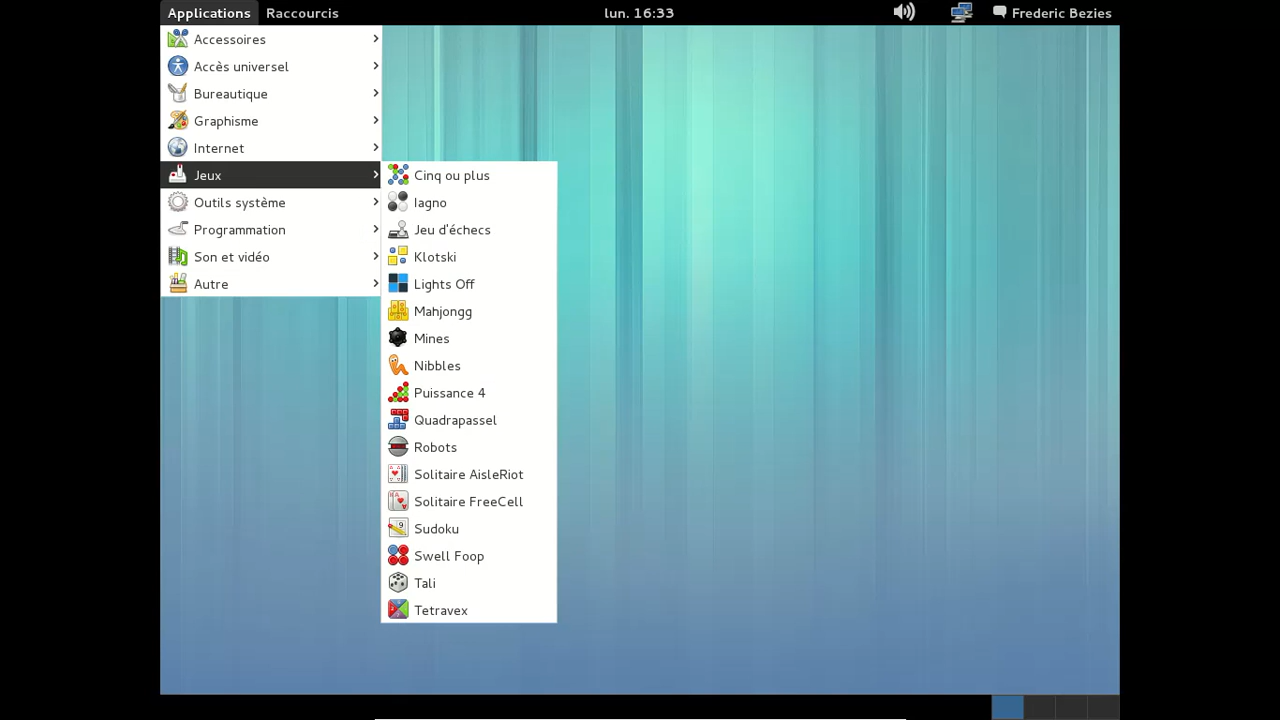 Applications Raccourcis lun. 16:33 Frederic Bezies
Accessoires
Accès universel
Bureautique
Graphisme
Internet
Jeux
Outils système
Programmation
Son et vidéo
Autre
Cinq ou plus
Iagno
Jeu d'échecs
Klotski
Lights Off
Mahjongg
Mines
Nibbles
Puissance 4
Quadrapassel
Robots
Solitaire AisleRiot
Solitaire FreeCell
Sudoku
Swell Foop
Tali
Tetravex